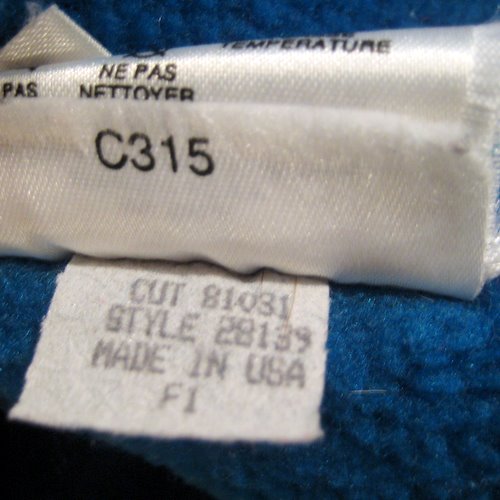 TEMPERATURE
NE PAS
PAS NETTOYER
C315
CUT 81031
STYLE 28139
MADE IN USA
F1